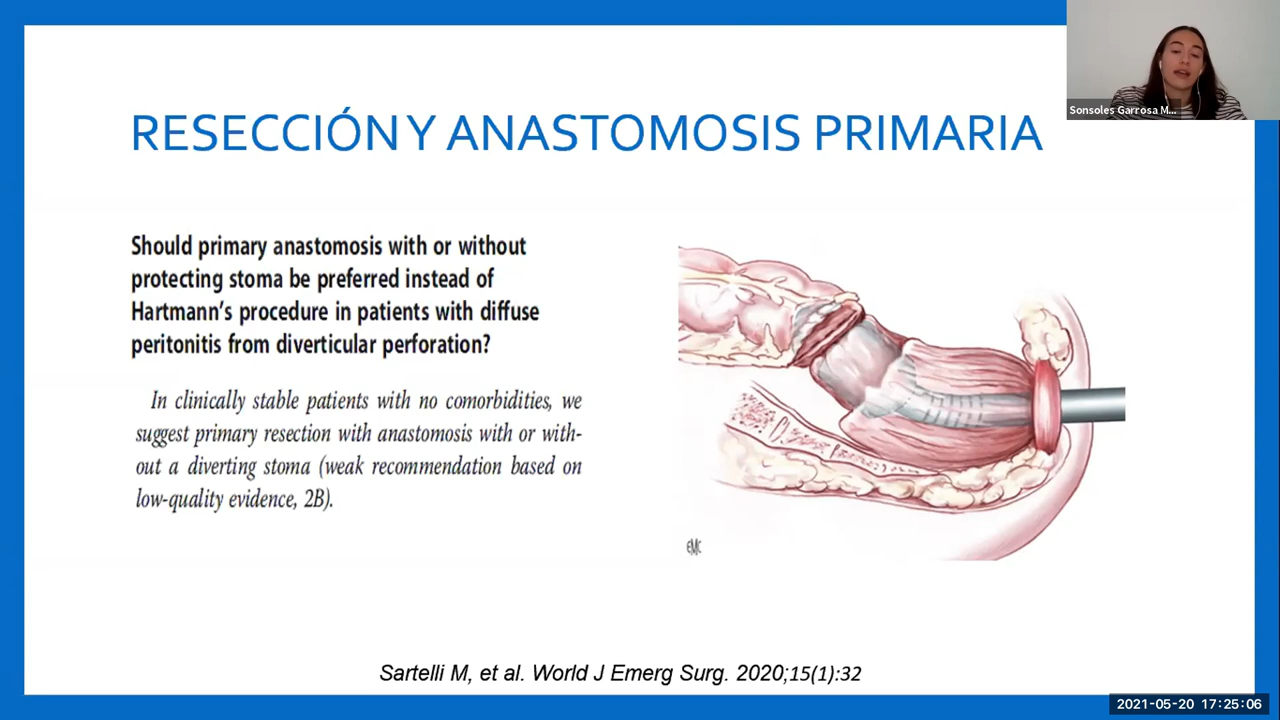 RESECCIÓN Y ANASTOMOSIS PRIMARIA
Sonsoles Garrosa M...
Should primary anastomosis with or without
protecting stoma be preferred instead of
Hartmann's procedure in patients with diffuse
peritonitis from diverticular perforation?
In clinically stable patients with no comorbidities, we
suggest primary resection with anastomosis with or with-
out a diverting stoma (weak recommendation based on
low-quality evidence, 2B).
EMC
Sartelli M, et al. World J Emerg Surg. 2020;15(1):32
2021-05-20 17:25:06